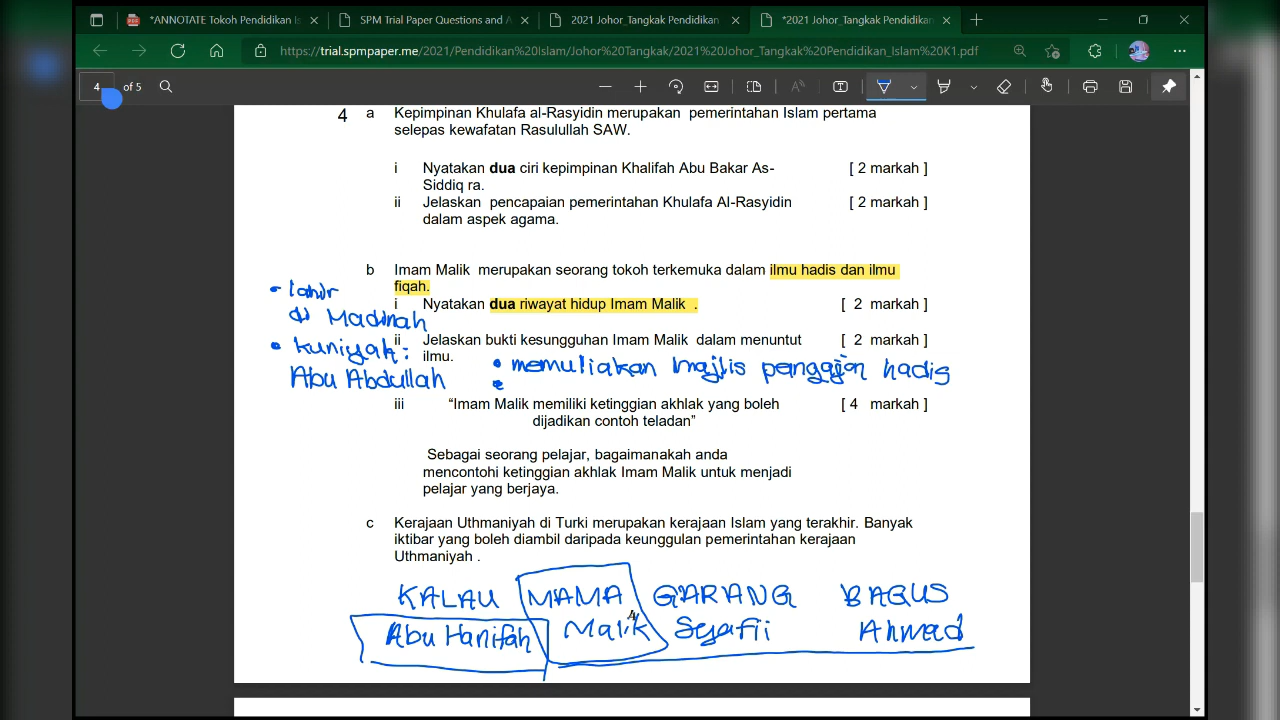 *ANNOTATE Tokoh Pendidikan Is
SPM Trial Paper Questions and A
2021 Johor_Tangkak Pendidikan
*2021 Johor_Tangkak Pendidikan
https://trial.spmpaper.me/2021/Pendidikan%20Islam/Johor%20Tangkak/2021%20Johor_Tangkak%20Pendidikan_Islam%20K1.pdf
4 of 5
4 a Kepimpinan Khulafa al-Rasyidin merupakan pemerintahan Islam pertama
selepas kewafatan Rasulullah SAW.
i Nyatakan dua ciri kepimpinan Khalifah Abu Bakar As- [ 2 markah ]
Siddiq ra.
ii Jelaskan pencapaian pemerintahan Khulafa Al-Rasyidin [ 2 markah ]
dalam aspek agama.
b Imam Malik merupakan seorang tokoh terkemuka dalam ilmu hadis dan ilmu
fiqah.
• lahir
i Nyatakan dua riwayat hidup Imam Malik . [ 2 markah ]
di Madinah
ii Jelaskan bukti kesungguhan Imam Malik dalam menuntut [ 2 markah ]
• Kuniyah:
ilmu.
• memuliakan majlis pengajian hadis
Abu Abdullah
•
iii “Imam Malik memiliki ketinggian akhlak yang boleh [ 4 markah ]
dijadikan contoh teladan”
Sebagai seorang pelajar, bagaimanakah anda
mencontohi ketinggian akhlak Imam Malik untuk menjadi
pelajar yang berjaya.
c Kerajaan Uthmaniyah di Turki merupakan kerajaan Islam yang terakhir. Banyak
iktibar yang boleh diambil daripada keunggulan pemerintahan kerajaan
Uthmaniyah .
KALAU MAMA GARANG BAGUS
Abu Hanifah Malik Syafii Ahmad